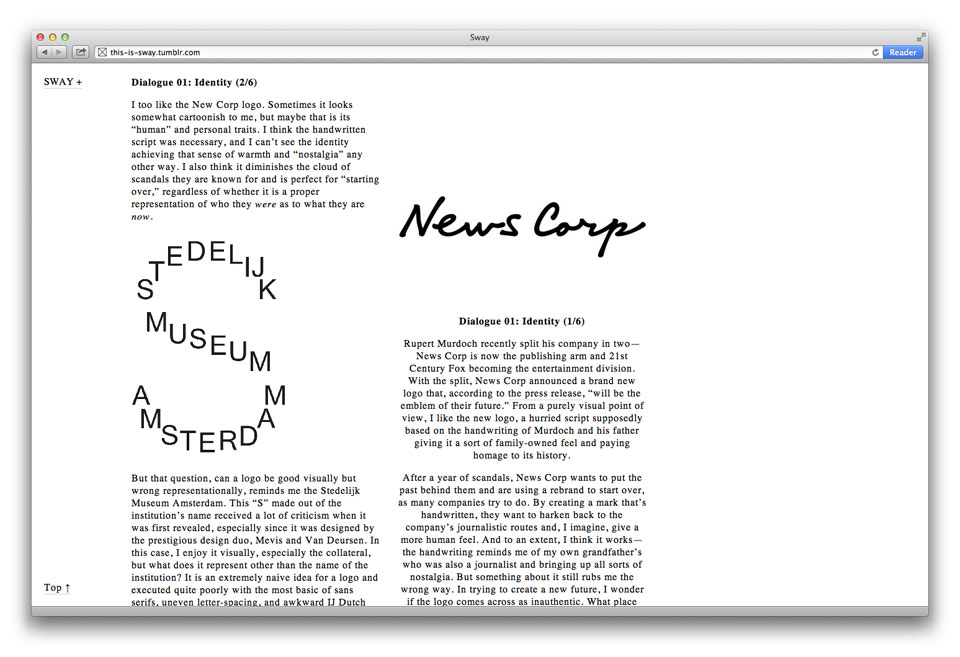 Sway
this-is-sway.tumblr.com
Reader
SWAY +
Dialogue 01: Identity (2/6)
I too like the New Corp logo. Sometimes it looks
somewhat cartoonish to me, but maybe that is its
“human” and personal traits. I think the handwritten
script was necessary, and I can’t see the identity
achieving that sense of warmth and “nostalgia” any
other way. I also think it diminishes the cloud of
scandals they are known for and is perfect for “starting
over,” regardless of whether it is a proper
representation of who they were as to what they are
now.
STEDELIJK
MUSEUM
AMSTERDAM
But that question, can a logo be good visually but
wrong representationally, reminds me the Stedelijk
Museum Amsterdam. This “S” made out of the
institution’s name received a lot of criticism when it
was first revealed, especially since it was designed by
the prestigious design duo, Mevis and Van Deursen. In
this case, I enjoy it visually, especially the collateral,
but what does it represent other than the name of the
institution? It is an extremely naive idea for a logo and
executed quite poorly with the most basic of sans
serifs, uneven letter-spacing, and awkward IJ Dutch
News Corp
Dialogue 01: Identity (1/6)
Rupert Murdoch recently split his company in two—
News Corp is now the publishing arm and 21st
Century Fox becoming the entertainment division.
With the split, News Corp announced a brand new
logo that, according to the press release, “will be the
emblem of their future.” From a purely visual point of
view, I like the new logo, a hurried script supposedly
based on the handwriting of Murdoch and his father
giving it a sort of family-owned feel and paying
homage to its history.
After a year of scandals, News Corp wants to put the
past behind them and are using a rebrand to start over,
as many companies try to do. By creating a mark that’s
handwritten, they want to harken back to the
company’s journalistic routes and, I imagine, give a
more human feel. And to an extent, I think it works—
the handwriting reminds me of my own grandfather’s
who was also a journalist and bringing up all sorts of
nostalgia. But something about it still rubs me the
wrong way. In trying to create a new future, I wonder
if the logo comes across as inauthentic. What place
Top ↑